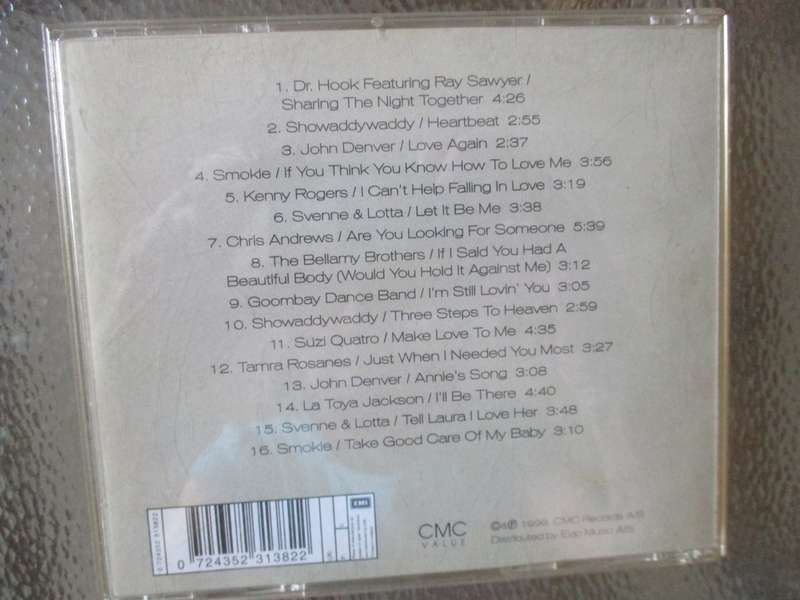 1. Dr. Hook Featuring Ray Sawyer /
Sharing The Night Together 4:26
2. Showaddywaddy / Heartbeat 2:55
3. John Denver / Love Again 2:37
4. Smokie / If You Think You Know How To Love Me 3:56
5. Kenny Rogers / I Can't Help Falling In Love 3:19
6. Svenne & Lotta / Let It Be Me 3:38
7. Chris Andrews / Are You Looking For Someone 5:39
8. The Bellamy Brothers / If I Said You Had A
Beautiful Body (Would You Hold It Against Me) 3:12
9. Goombay Dance Band / I'm Still Lovin' You 3:05
10. Showaddywaddy / Three Steps To Heaven 2:59
11. Suzi Quatro / Make Love To Me 4:35
12. Tamra Rosanes / Just When I Needed You Most 3:27
13. John Denver / Annie's Song 3:08
14. La Toya Jackson / I'll Be There 4:40
15. Svenne & Lotta / Tell Laura I Love Her 3:48
16. Smokie / Take Good Care Of My Baby 3:10
0 724352 313822
0 724352 313822
EMI
CMC
VALUE
©&℗ 1999 CMC Records A/S
Distributed by Music A/S